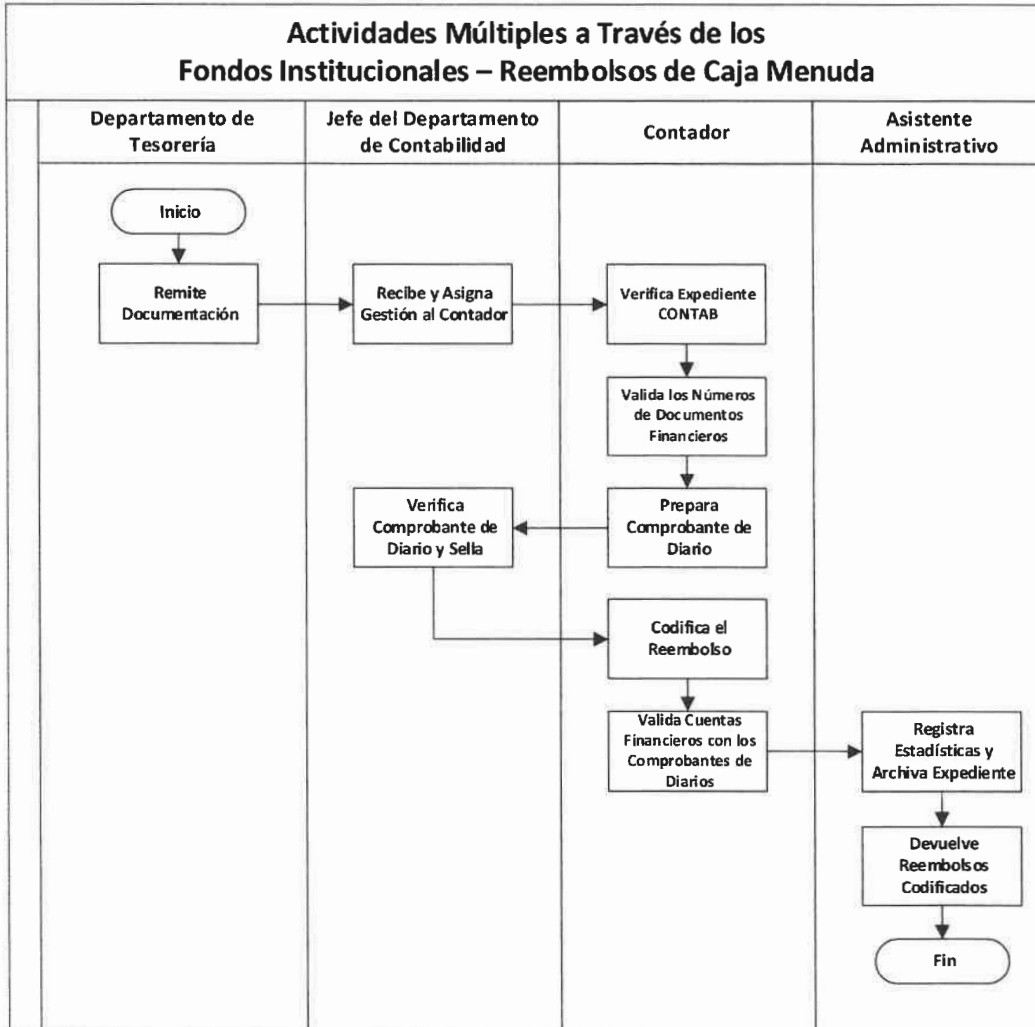 Actividades Múltiples a Través de los
Fondos Institucionales – Reembolsos de Caja Menuda
Departamento de
Tesorería
Jefe del Departamento
de Contabilidad
Contador
Asistente
Administrativo
Inicio
Remite
Documentación
Recibe y Asigna
Gestión al Contador
Verifica Expediente
CONTAB
Valida los Números
de Documentos
Financieros
Verifica
Comprobante de
Diario y Sella
Prepara
Comprobante de
Diario
Codifica el
Reembolso
Valida Cuentas
Financieros con los
Comprobantes de
Diarios
Registra
Estadísticas y
Archiva Expediente
Devuelve
Reembolsos
Codificados
Fin